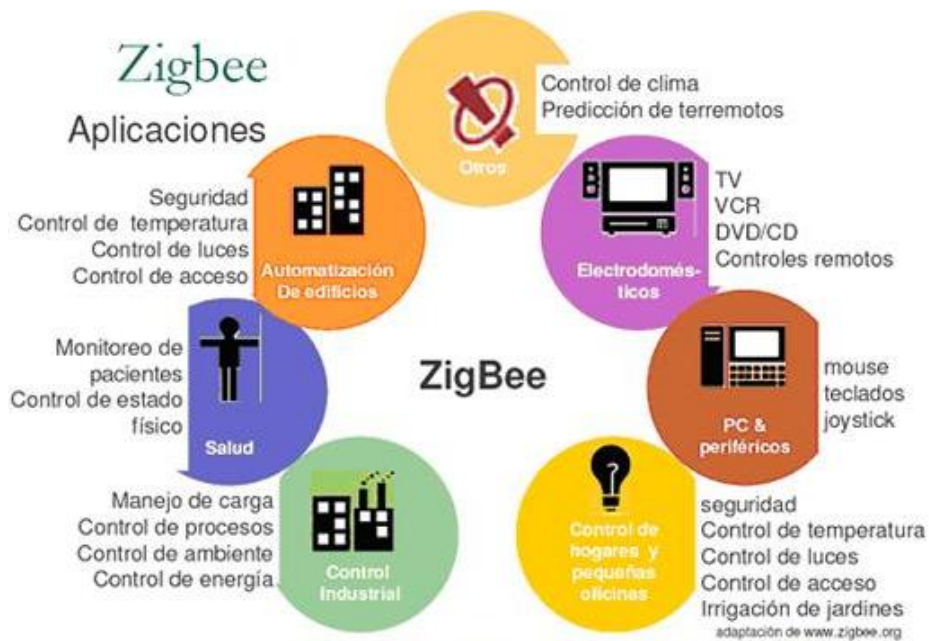 Zigbee
Aplicaciones
Control de clima
Predicción de terremotos
Otros
Seguridad
Control de temperatura
Control de luces
Control de acceso
Automatización
De edificios
TV
VCR
DVD/CD
Controles remotos
Electrodomés-
ticos
Monitoreo de
pacientes
Control de estado
físico
Salud
ZigBee
mouse
teclados
joystick
PC &
periféricos
Manejo de carga
Control de procesos
Control de ambiente
Control de energía
Control
Industrial
Control de
hogares y
pequeñas
oficinas
seguridad
Control de temperatura
Control de luces
Control de acceso
Irrigación de jardines
adaptación de www.zigbee.org